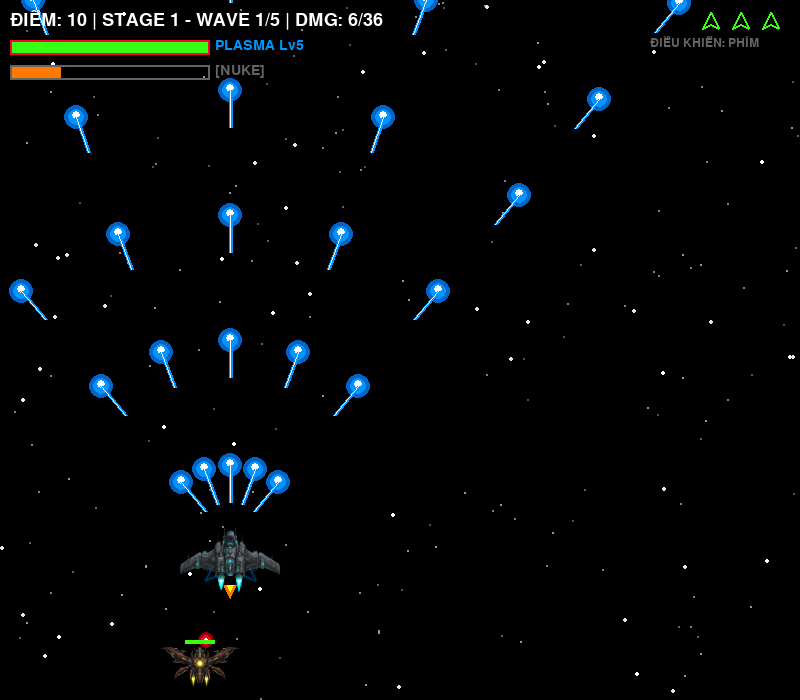 ĐIỂM: 10 | STAGE 1 - WAVE 1/5 | DMG: 6/36
PLASMA Lv5
ĐIỀU KHIỂN: PHÍM
[NUKE]